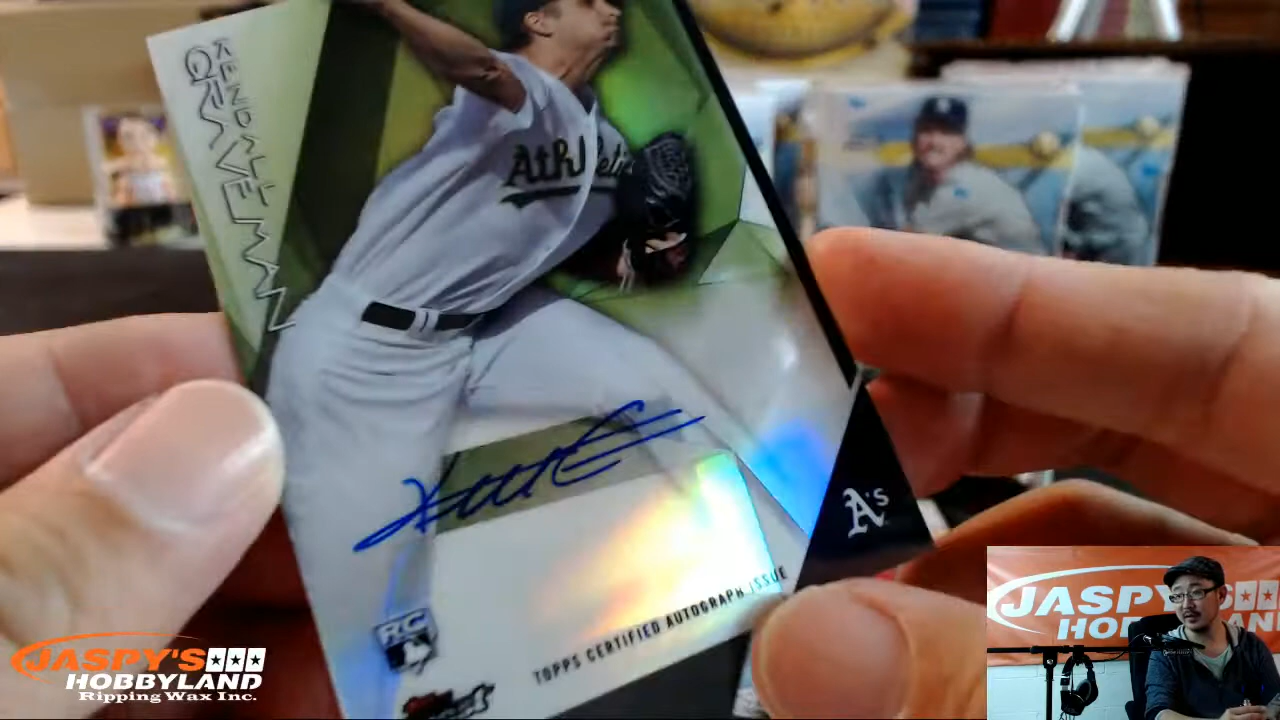 KENDALL
GRAVEMAN
Athletics
A's
RC
TOPPS CERTIFIED AUTOGRAPH ISSUE
JASPY'S
HOBBYLAND
Ripping Wax Inc.
JASPY'S
HOBBYLAND